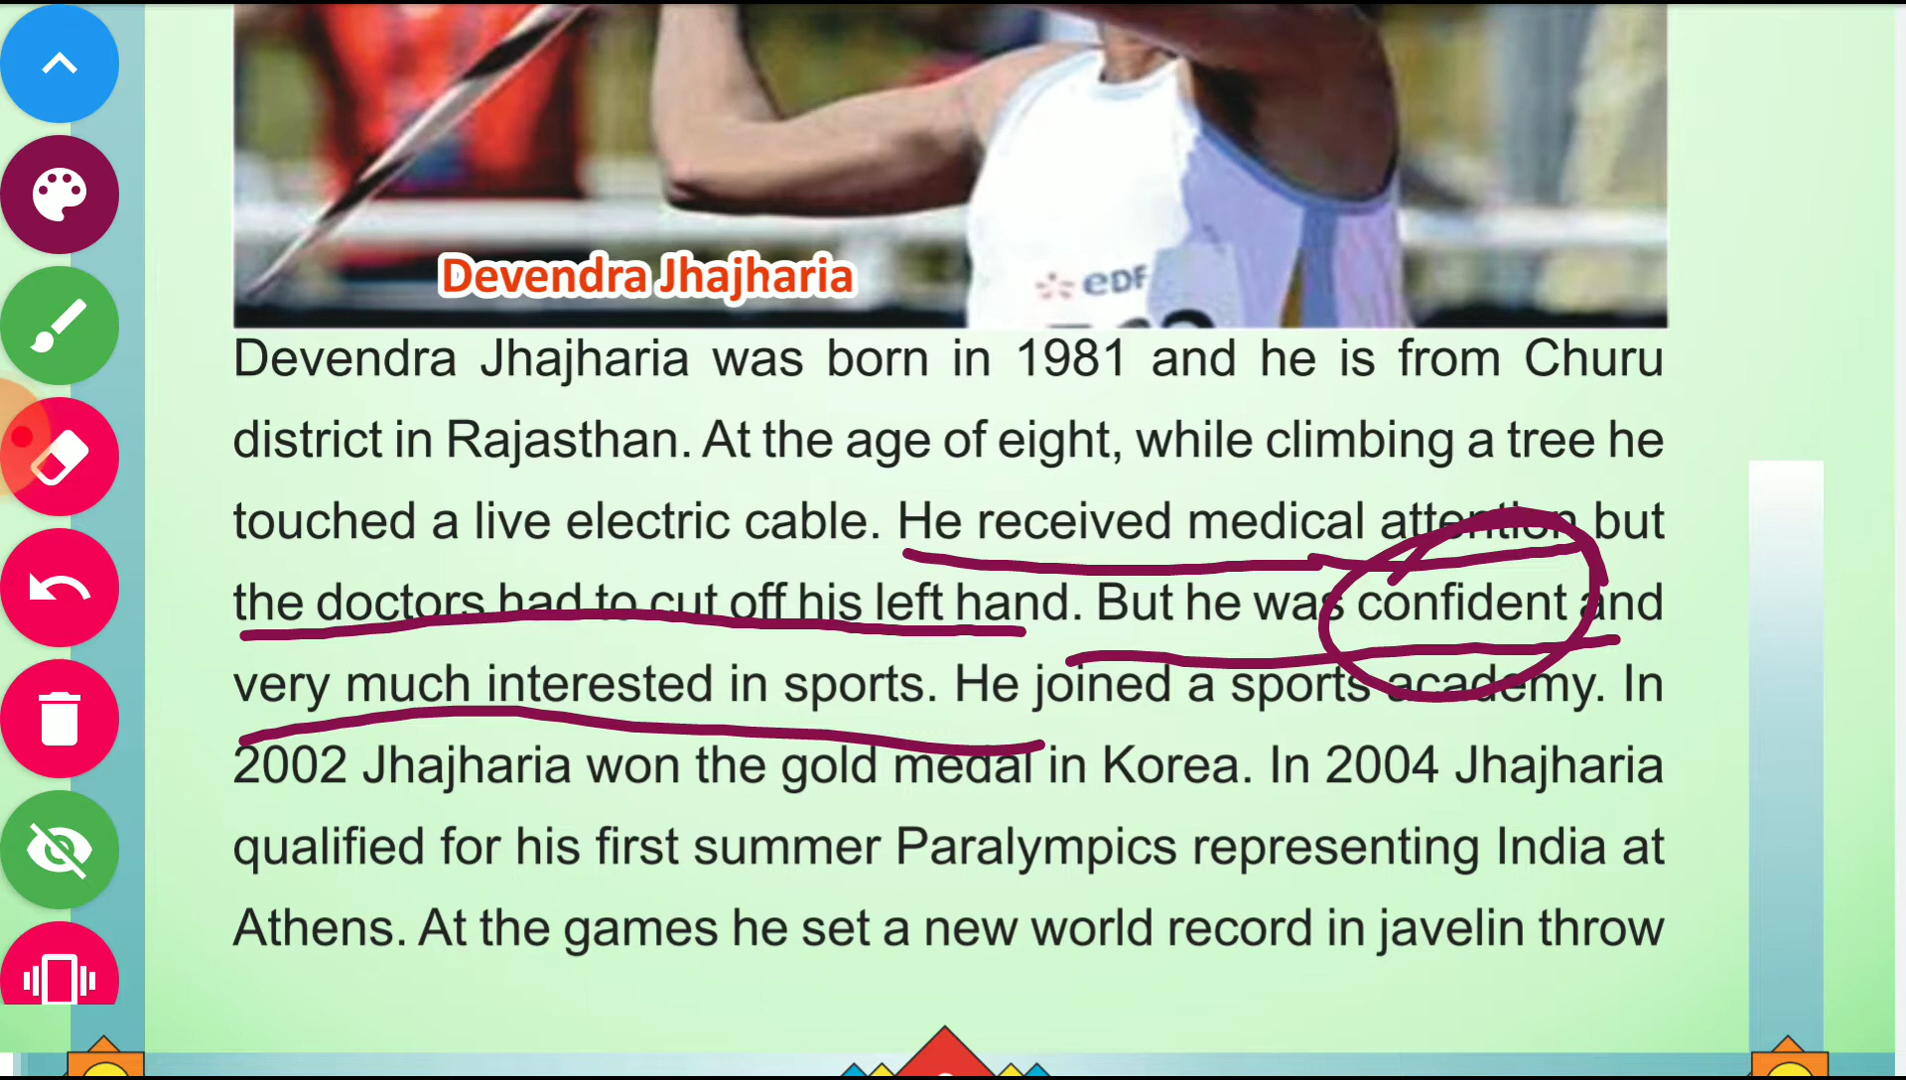 eDF
Devendra Jhajharia
Devendra Jhajharia was born in 1981 and he is from Churu
district in Rajasthan. At the age of eight, while climbing a tree he
touched a live electric cable. He received medical attention but
the doctors had to cut off his left hand. But he was confident and
very much interested in sports. He joined a sports academy. In
2002 Jhajharia won the gold medal in Korea. In 2004 Jhajharia
qualified for his first summer Paralympics representing India at
Athens. At the games he set a new world record in javelin throw